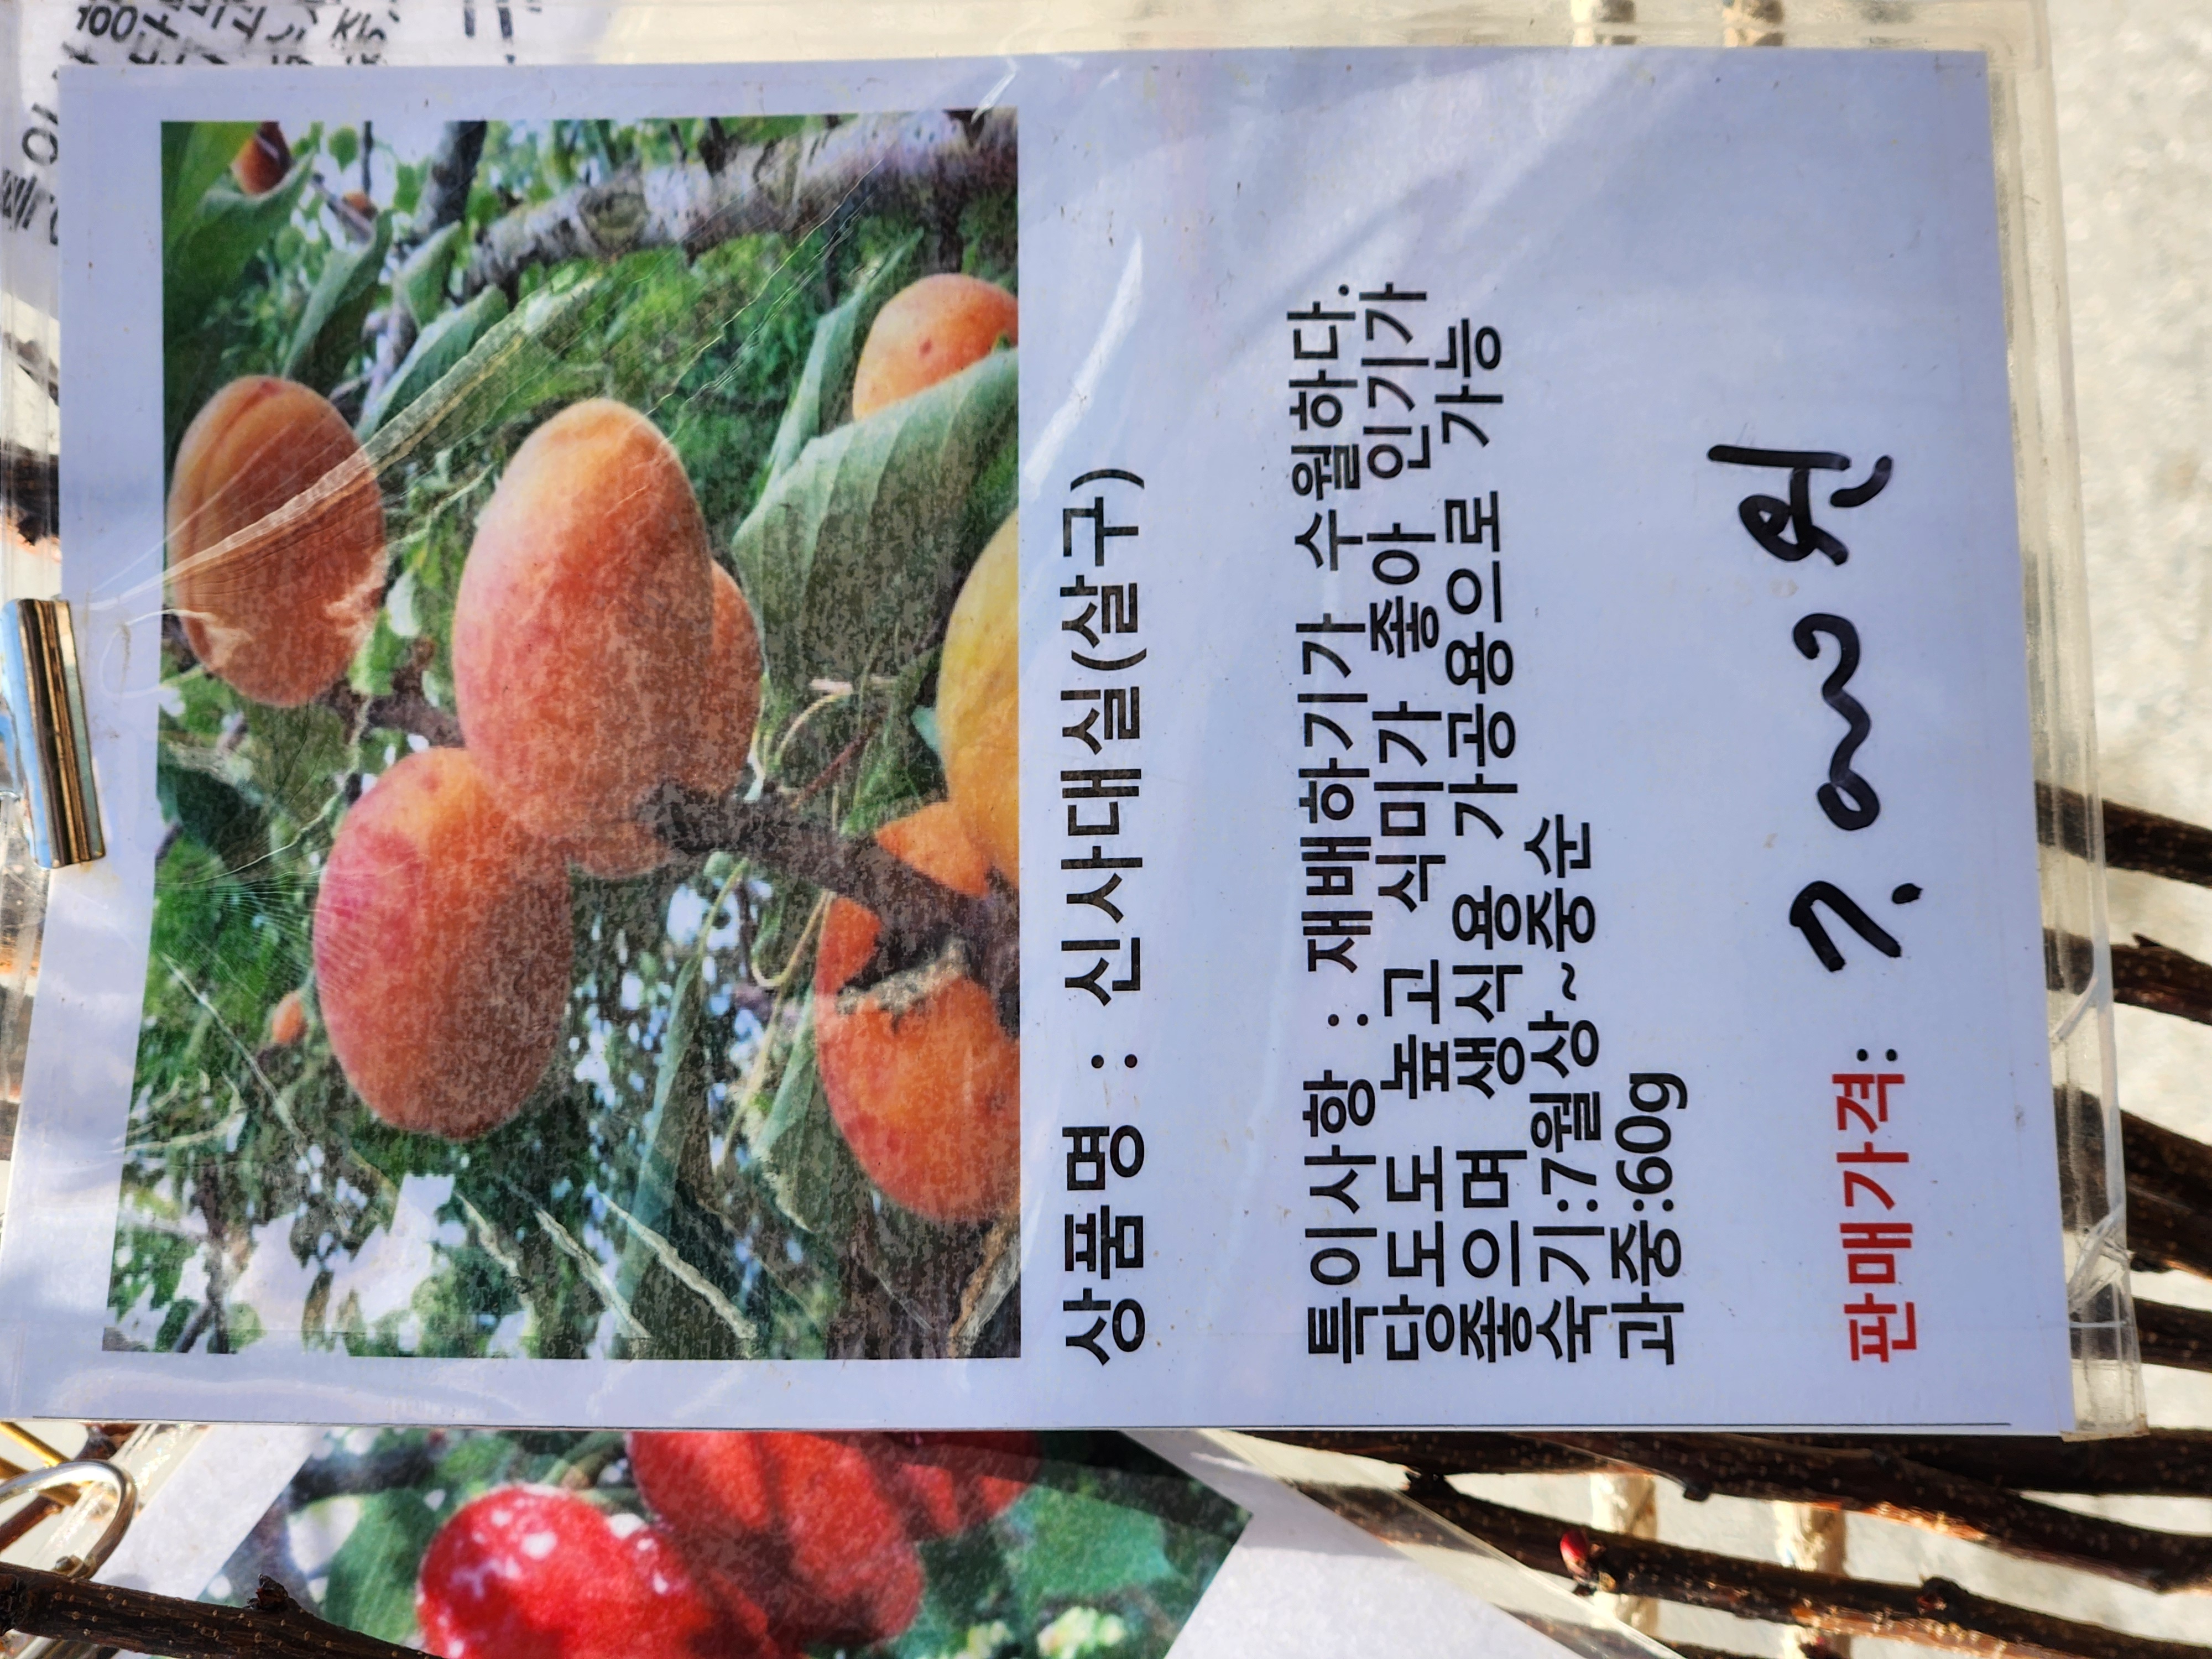 상품명 : 신사대실(살구)
특이사항 : 재배하기가 수월하다.
당도도 높고 식미가 좋아 인기가
좋으며 생식용 가공용으로 가능
숙기:7월상~중순
과중:60g
판매가격: 7.000원
100